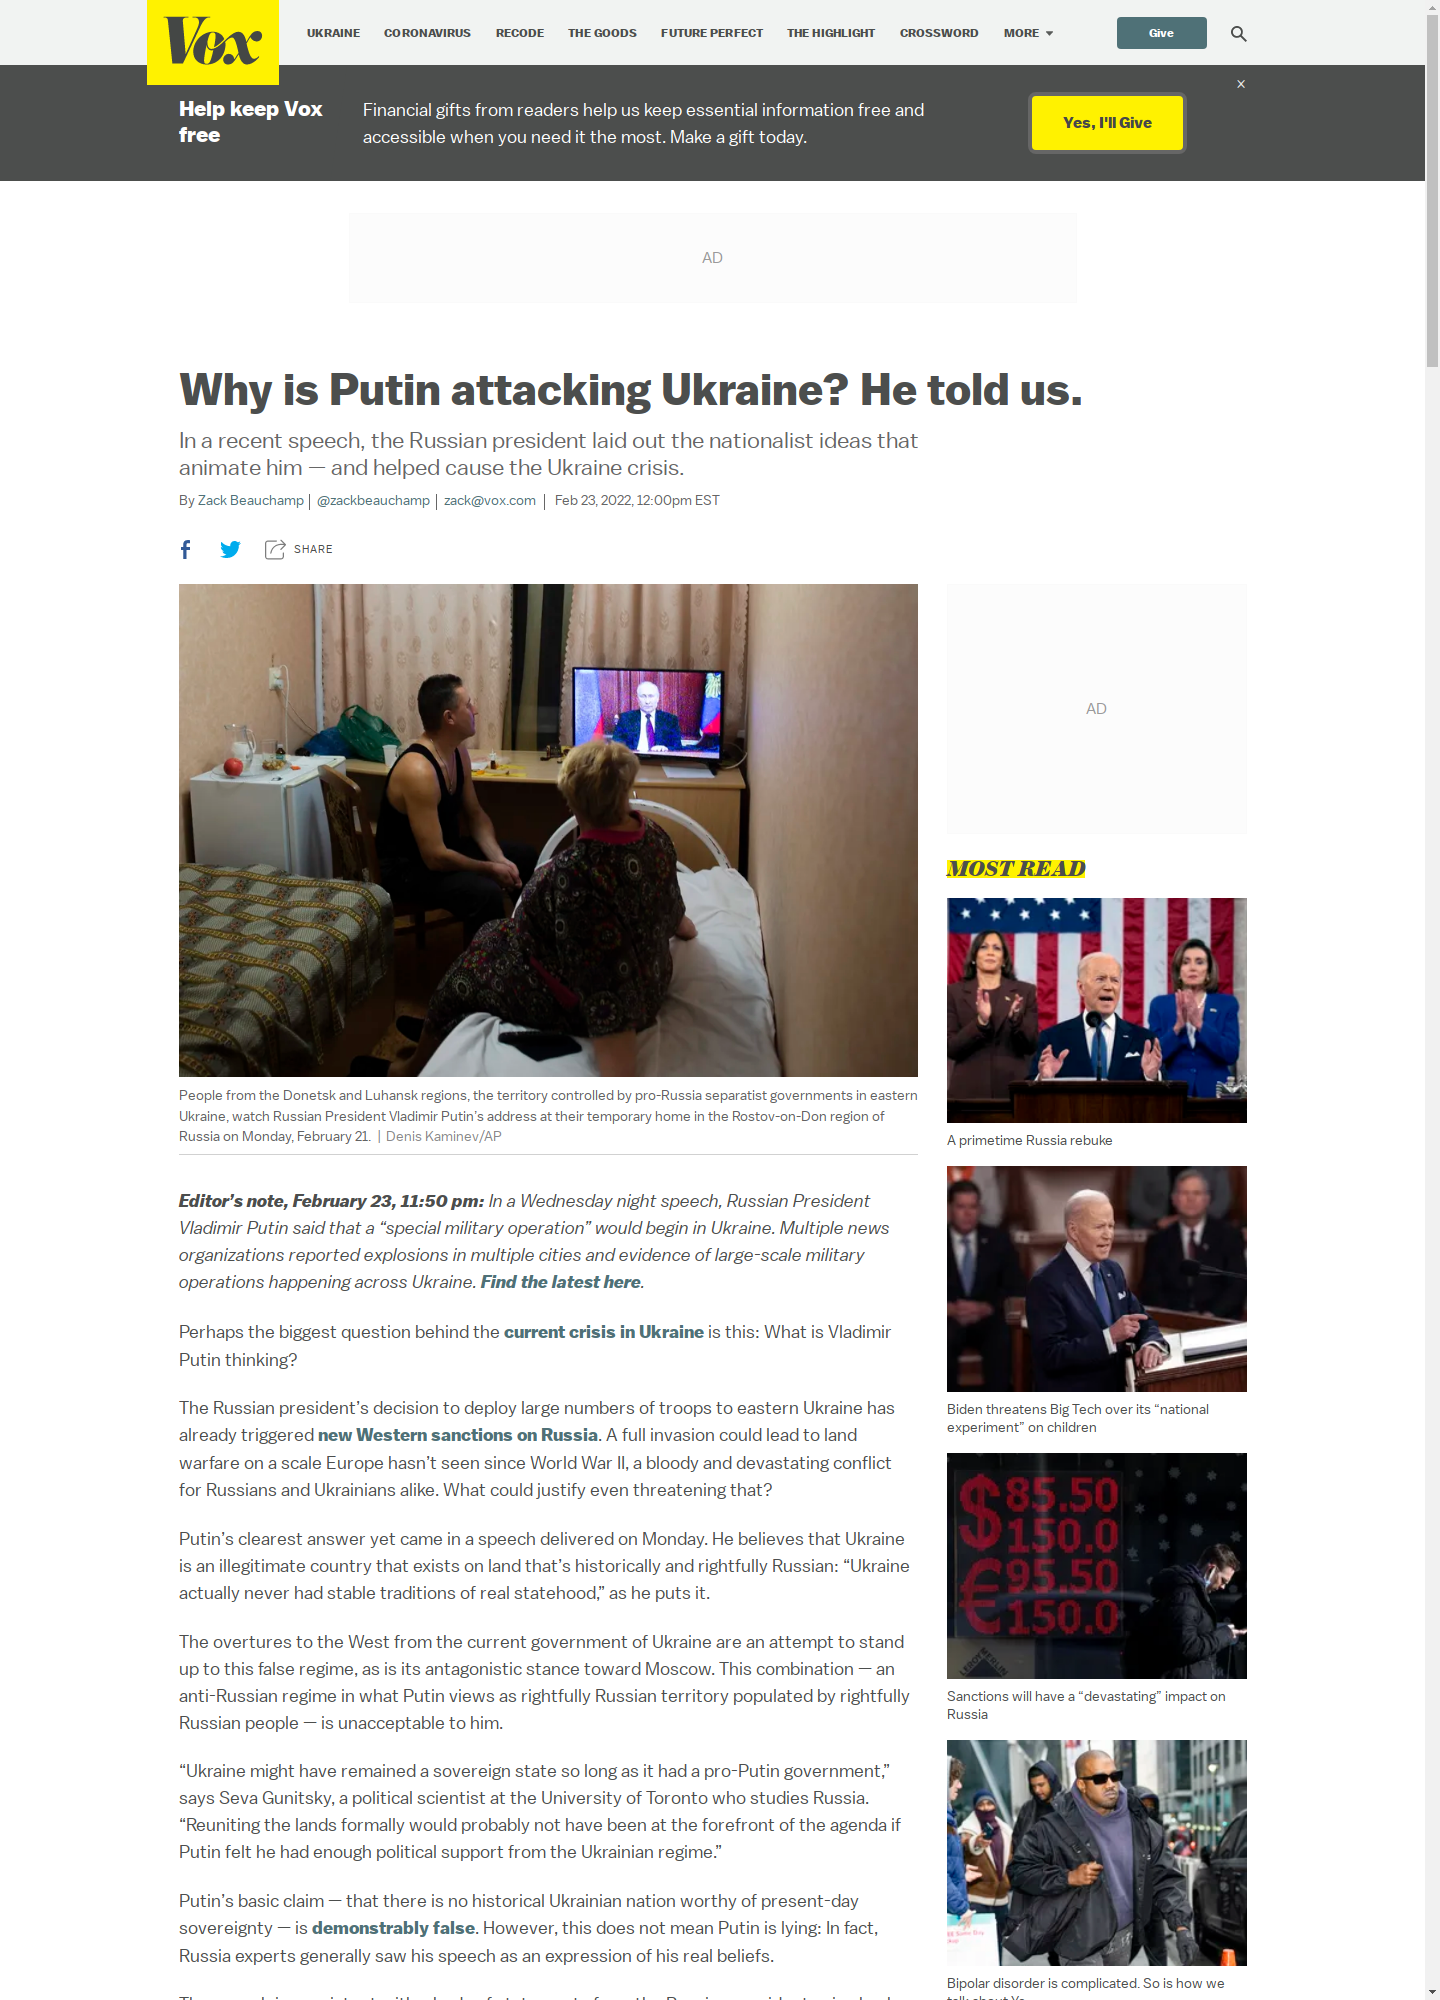 Vox
UKRAINE
CORONAVIRUS
RECODE
THE GOODS
FUTURE PERFECT
THE HIGHLIGHT
CROSSWORD
MORE
Give
Help keep Vox
free
Financial gifts from readers help us keep essential information free and
accessible when you need it the most. Make a gift today.
Yes, I'll Give
x
AD
Why is Putin attacking Ukraine? He told us.
In a recent speech, the Russian president laid out the nationalist ideas that
animate him — and helped cause the Ukraine crisis.
By Zack Beauchamp | @zackbeauchamp | zack@vox.com | Feb 23, 2022, 12:00pm EST
SHARE
People from the Donetsk and Luhansk regions, the territory controlled by pro-Russia separatist governments in eastern
Ukraine, watch Russian President Vladimir Putin’s address at their temporary home in the Rostov-on-Don region of
Russia on Monday, February 21. | Denis Kaminev/AP
Editor’s note, February 23, 11:50 pm: In a Wednesday night speech, Russian President
Vladimir Putin said that a “special military operation” would begin in Ukraine. Multiple news
organizations reported explosions in multiple cities and evidence of large-scale military
operations happening across Ukraine. Find the latest here.
Perhaps the biggest question behind the current crisis in Ukraine is this: What is Vladimir
Putin thinking?
The Russian president’s decision to deploy large numbers of troops to eastern Ukraine has
already triggered new Western sanctions on Russia. A full invasion could lead to land
warfare on a scale Europe hasn’t seen since World War II, a bloody and devastating conflict
for Russians and Ukrainians alike. What could justify even threatening that?
Putin’s clearest answer yet came in a speech delivered on Monday. He believes that Ukraine
is an illegitimate country that exists on land that’s historically and rightfully Russian: “Ukraine
actually never had stable traditions of real statehood,” as he puts it.
The overtures to the West from the current government of Ukraine are an attempt to stand
up to this false regime, as is its antagonistic stance toward Moscow. This combination — an
anti-Russian regime in what Putin views as rightfully Russian territory populated by rightfully
Russian people — is unacceptable to him.
“Ukraine might have remained a sovereign state so long as it had a pro-Putin government,”
says Seva Gunitsky, a political scientist at the University of Toronto who studies Russia.
“Reuniting the lands formally would probably not have been at the forefront of the agenda if
Putin felt he had enough political support from the Ukrainian regime.”
Putin’s basic claim — that there is no historical Ukrainian nation worthy of present-day
sovereignty — is demonstrably false. However, this does not mean Putin is lying: In fact,
Russia experts generally saw his speech as an expression of his real beliefs.
AD
MOST READ
A primetime Russia rebuke
Biden threatens Big Tech over its “national
experiment” on children
$85.50
150.0
€95.50
150.0
LEROY MERLIN
Sanctions will have a “devastating” impact on
Russia
Bipolar disorder is complicated. So is how we
talk about Ye